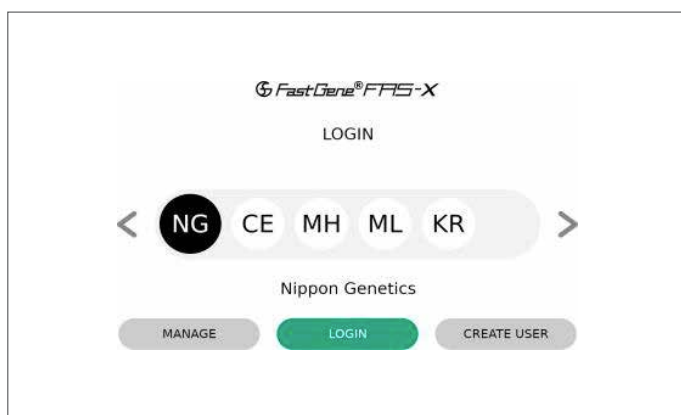 FastGene® FAS-X
LOGIN
< NG CE MH ML KR >
Nippon Genetics
MANAGE LOGIN CREATE USER